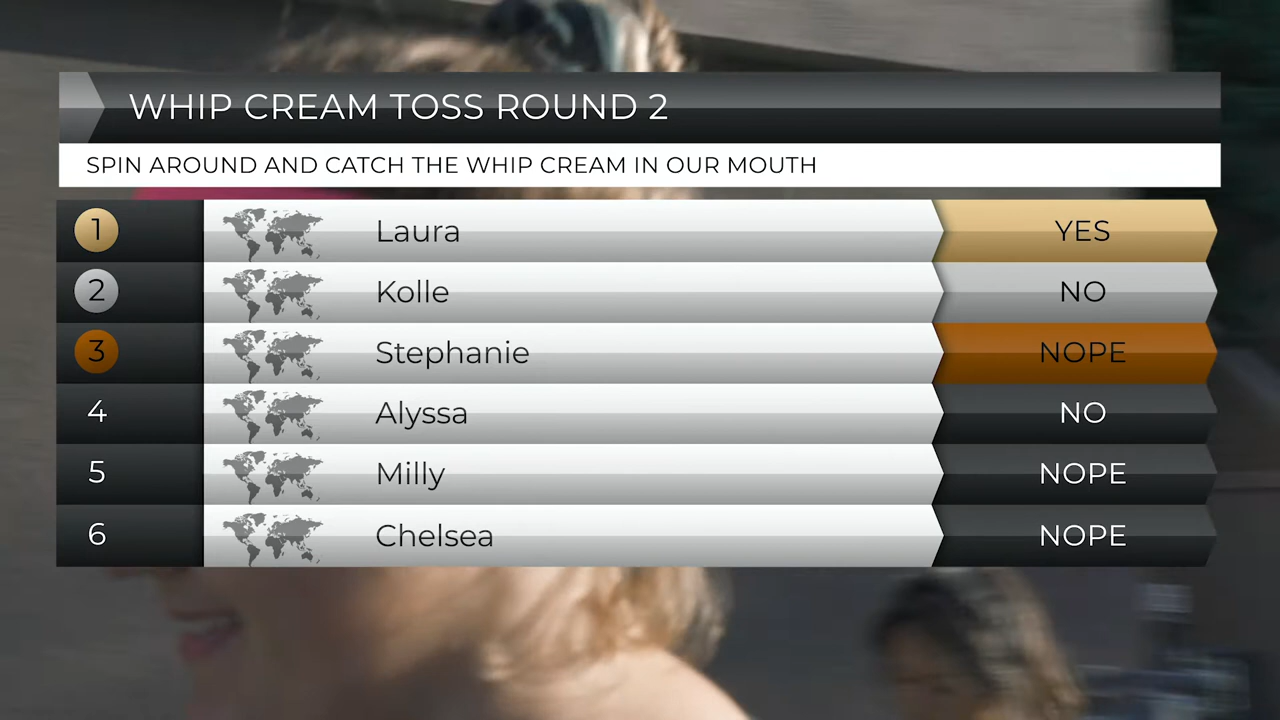 WHIP CREAM TOSS ROUND 2
SPIN AROUND AND CATCH THE WHIP CREAM IN OUR MOUTH
1 Laura YES
2 Kolle NO
3 Stephanie NOPE
4 Alyssa NO
5 Milly NOPE
6 Chelsea NOPE